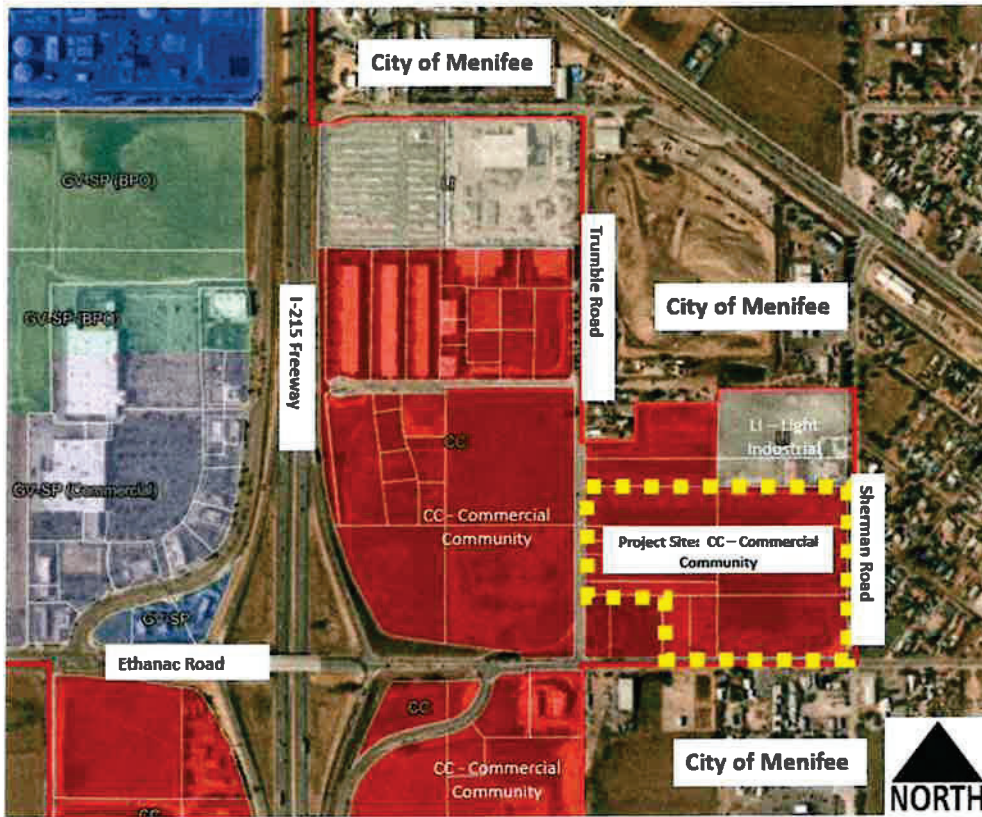 City of Menifee
GV-SP (BPO)
LI
Trumble Road
City of Menifee
I-215 Freeway
GV-SP (BPO)
CC
LI – Light
Industrial
GV-SP (Commercial)
CC - Commercial
Community
Project Site: CC – Commercial
Community
Sherman Road
GV-SP
Ethanac Road
CC
City of Menifee
CC - Commercial
Community
CC
NORTH